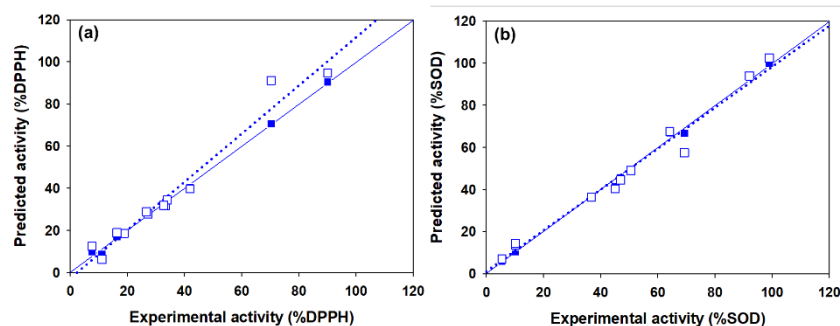 (a)
Predicted activity (%DPPH)
120
100
80
60
40
20
0
0 20 40 60 80 100 120
Experimental activity (%DPPH)
(b)
Predicted activity (%SOD)
120
100
80
60
40
20
0
0 20 40 60 80 100 120
Experimental activity (%SOD)